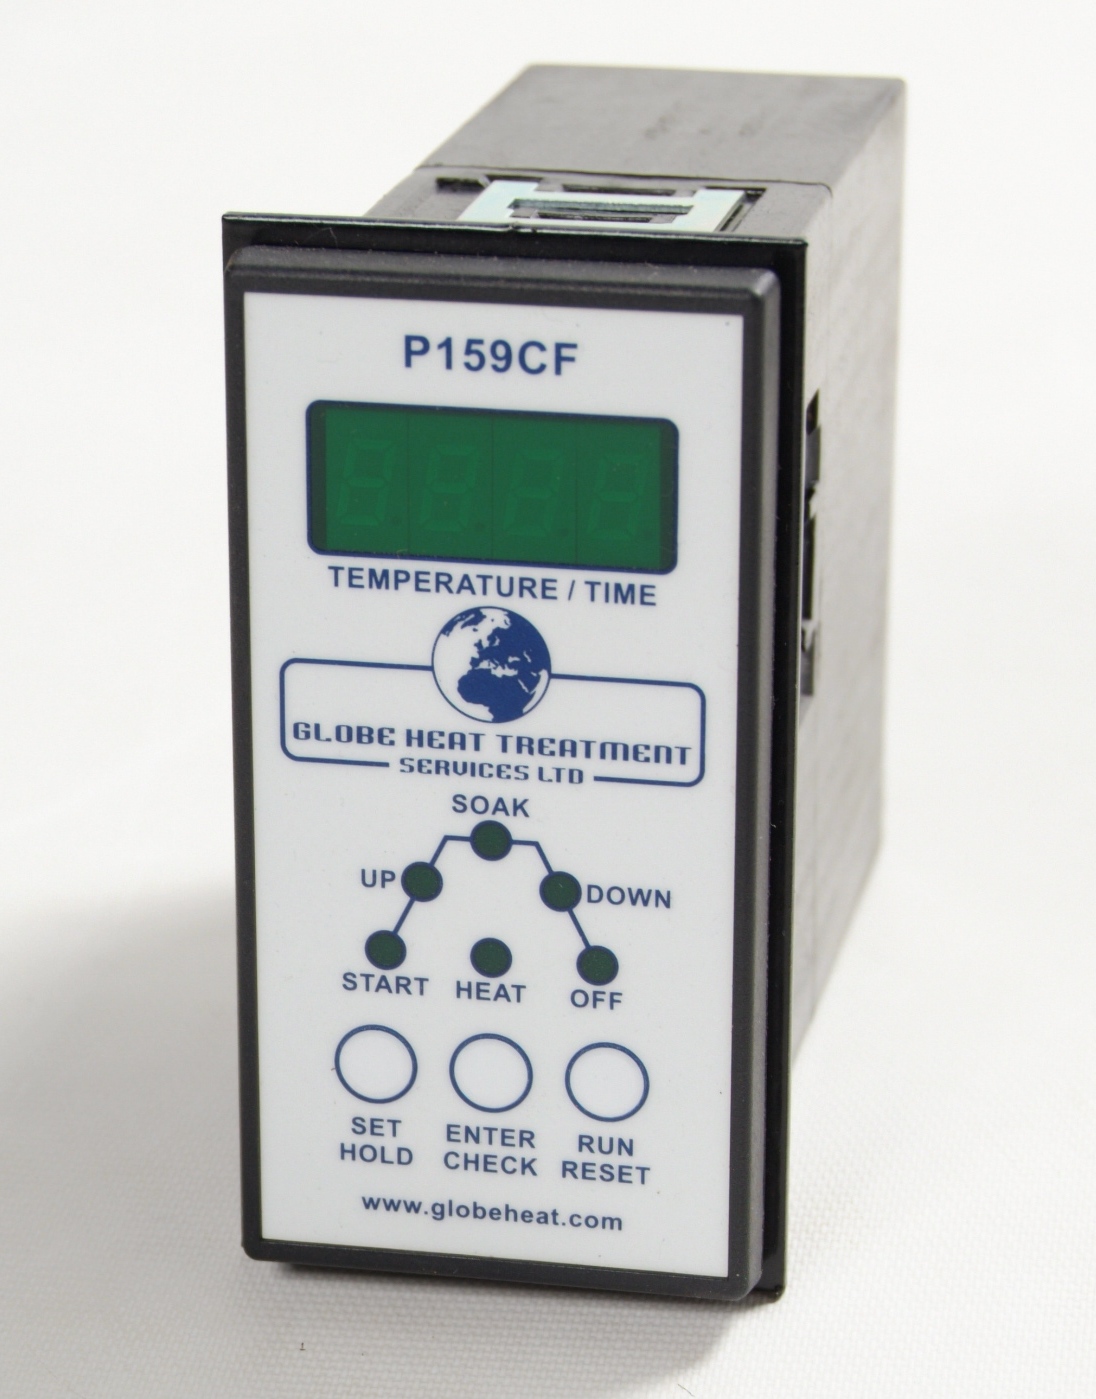 P159CF
TEMPERATURE / TIME
GLOBE HEAT TREATMENT
SERVICES LTD
SOAK
UP
DOWN
START
HEAT
OFF
SET
HOLD
ENTER
CHECK
RUN
RESET
www.globeheat.com